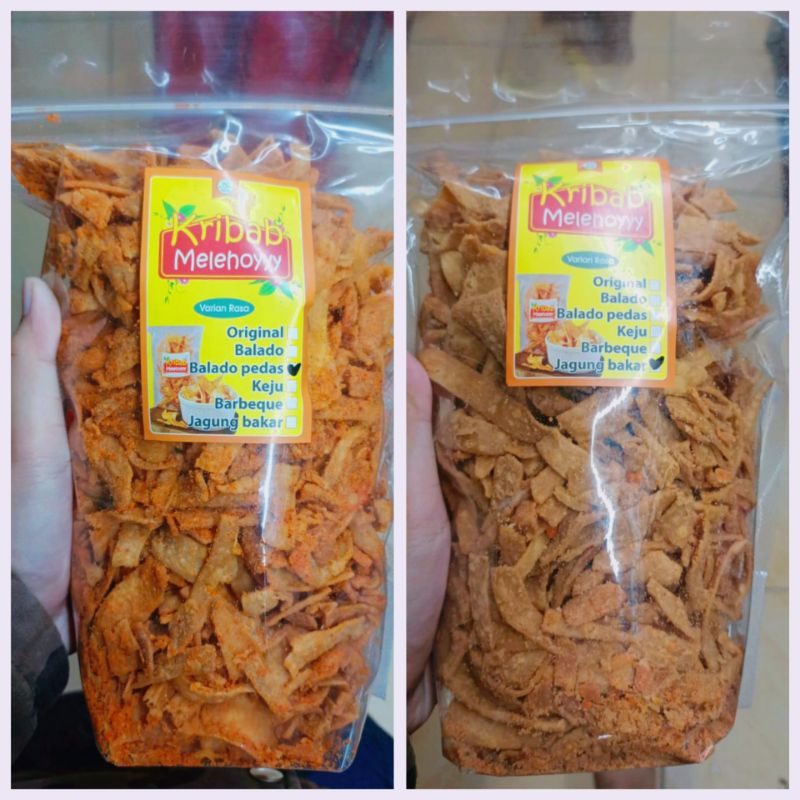 Kribab
Melehoyyy
Varian Rasa
Original
Balado
Balado pedas
Keju
Barbeque
Jagung bakar
Kribab
Melehoyyy
Varian Rasa
Original
Balado
Balado pedas
Keju
Barbeque
Jagung bakar